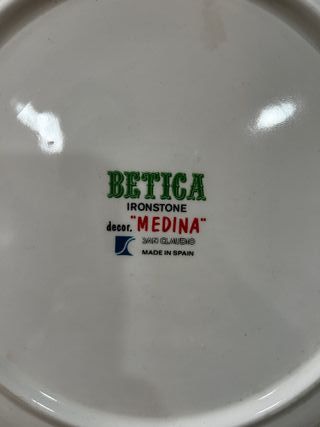 BETICA
IRONSTONE
decor. "MEDINA"
SAN CLAUDIO
MADE IN SPAIN